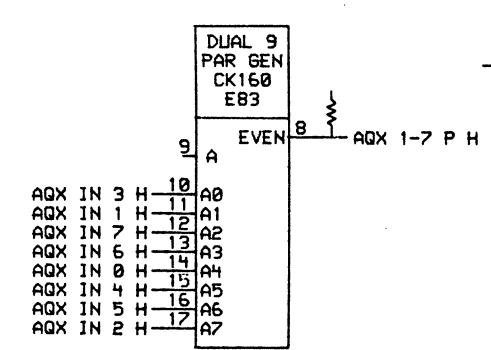 DUAL 9
PAR GEN
CK160
E83
EVEN 8 AQX 1-7 P H
9 A
AQX IN 3 H 10 A0
AQX IN 1 H 11 A1
AQX IN 7 H 12 A2
AQX IN 6 H 13 A3
AQX IN 0 H 14 A4
AQX IN 4 H 15 A5
AQX IN 5 H 16 A6
AQX IN 2 H 17 A7